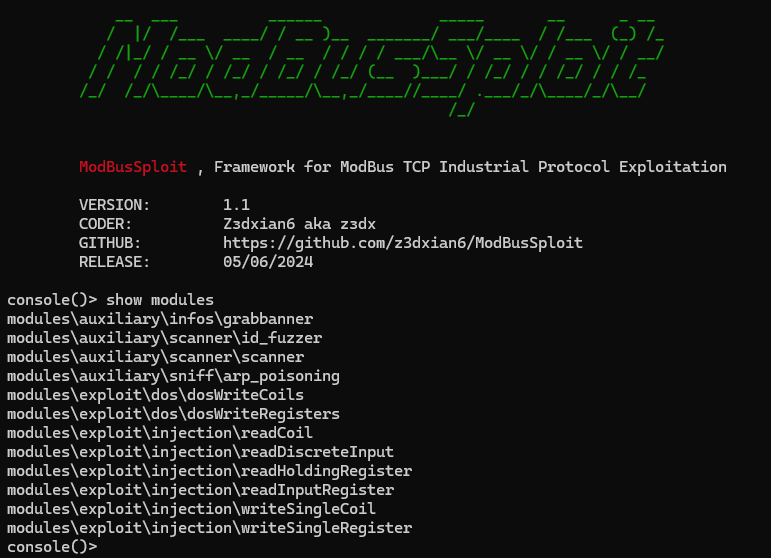 ModBusSploit
ModBusSploit , Framework for ModBus TCP Industrial Protocol Exploitation
VERSION: 1.1
CODER: Z3dxian6 aka z3dx
GITHUB: https://github.com/z3dxian6/ModBusSploit
RELEASE: 05/06/2024
console()> show modules
modules\auxiliary\infos\grabbanner
modules\auxiliary\scanner\id_fuzzer
modules\auxiliary\scanner\scanner
modules\auxiliary\sniff\arp_poisoning
modules\exploit\dos\dosWriteCoils
modules\exploit\dos\dosWriteRegisters
modules\exploit\injection\readCoil
modules\exploit\injection\readDiscreteInput
modules\exploit\injection\readHoldingRegister
modules\exploit\injection\readInputRegister
modules\exploit\injection\writeSingleCoil
modules\exploit\injection\writeSingleRegister
console()>